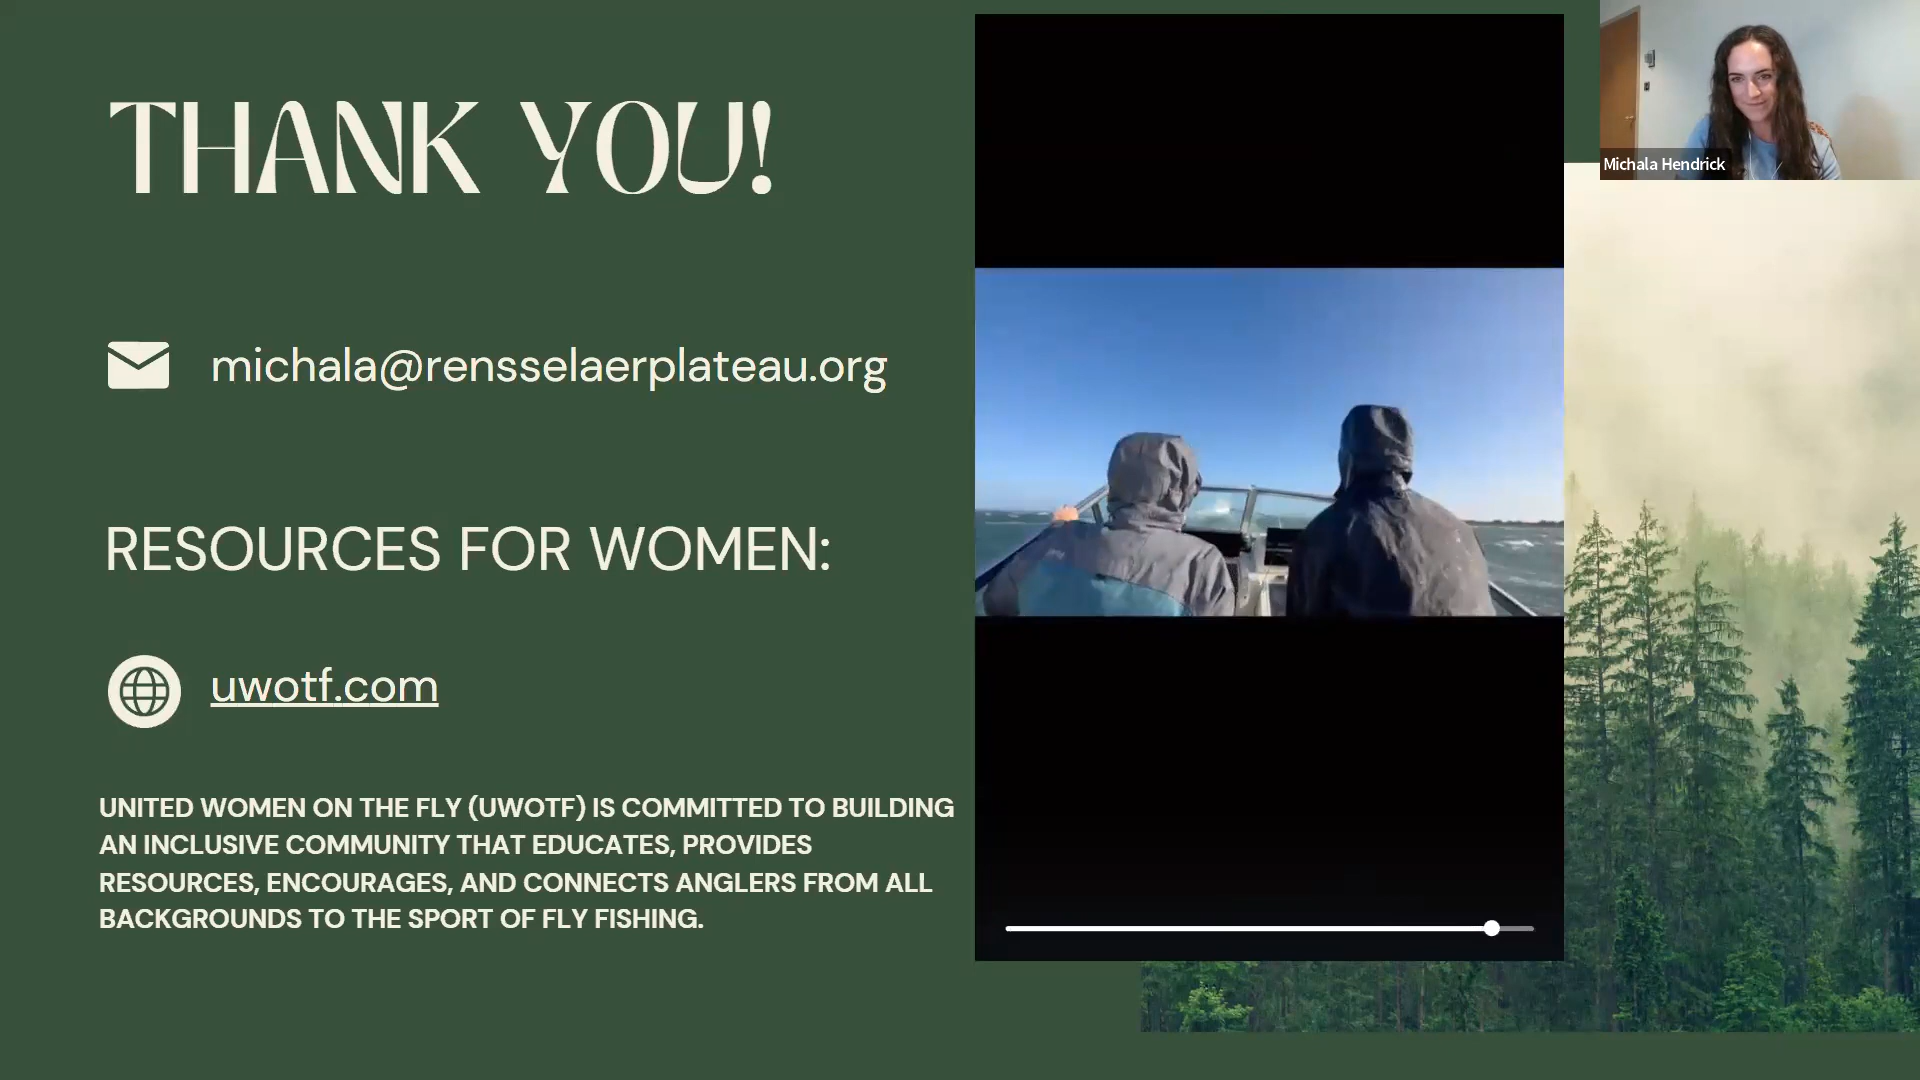 THANK YOU!
Michala Hendrick
michala@rensselaerplateau.org
RESOURCES FOR WOMEN:
uwotf.com
UNITED WOMEN ON THE FLY (UWOTF) IS COMMITTED TO BUILDING
AN INCLUSIVE COMMUNITY THAT EDUCATES, PROVIDES
RESOURCES, ENCOURAGES, AND CONNECTS ANGLERS FROM ALL
BACKGROUNDS TO THE SPORT OF FLY FISHING.